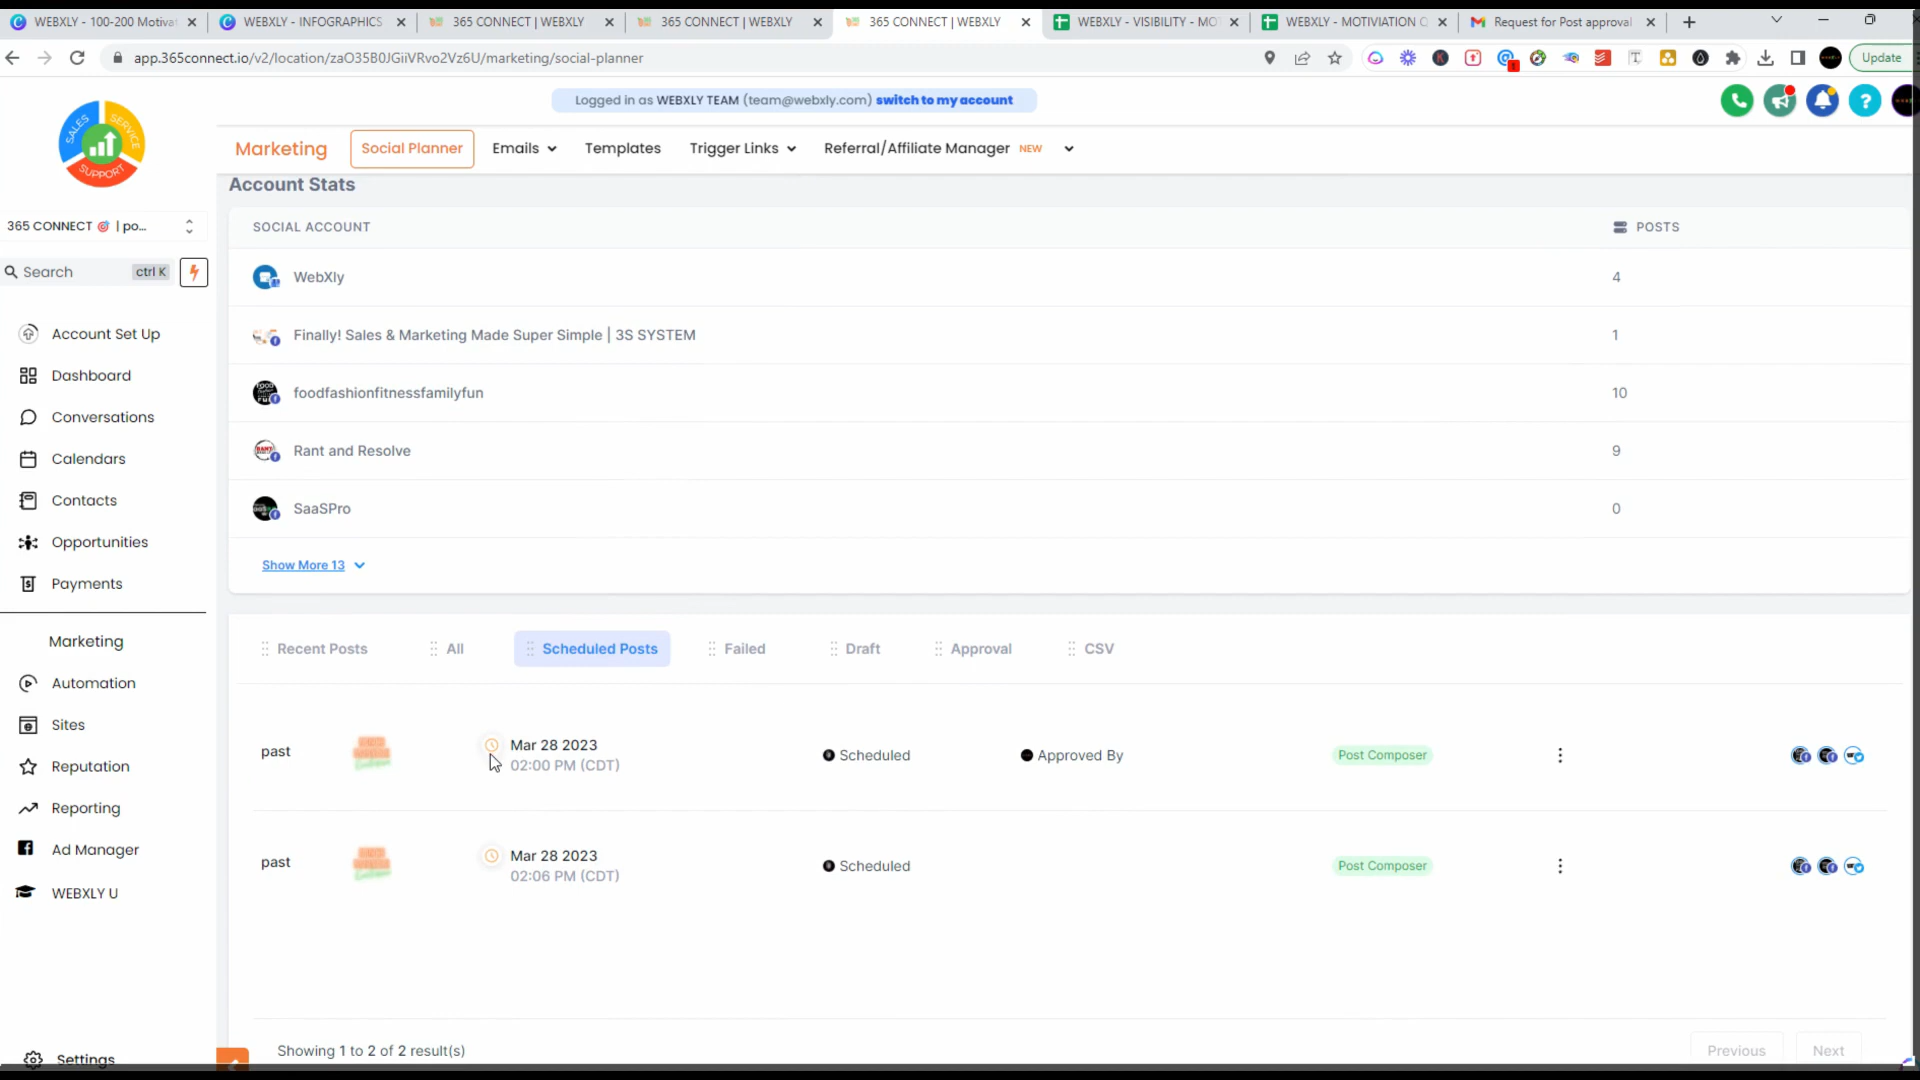 WEBXLY - 100-200 Motivat
WEBXLY - INFOGRAPHICS
365 CONNECT | WEBXLY
365 CONNECT | WEBXLY
365 CONNECT | WEBXLY
WEBXLY - VISIBILITY - MO
WEBXLY - MOTIVIATION Q
Request for Post approval
app.365connect.io/v2/location/zaO35B0JGiiVRvo2Vz6U/marketing/social-planner
Update
Logged in as WEBXLY TEAM (team@webxly.com) switch to my account
SALES
SERVICE
SUPPORT
Marketing
Social Planner
Emails
Templates
Trigger Links
Referral/Affiliate Manager NEW
365 CONNECT 🎯 | po...
Search
ctrl K
Account Set Up
Dashboard
Conversations
Calendars
Contacts
Opportunities
Payments
Marketing
Automation
Sites
Reputation
Reporting
Ad Manager
WEBXLY U
Settings
Account Stats
SOCIAL ACCOUNT
POSTS
WebXly
4
Finally! Sales & Marketing Made Super Simple | 3S SYSTEM
1
foodfashionfitnessfamilyfun
10
Rant and Resolve
9
SaaSPro
0
Show More 13
Recent Posts
All
Scheduled Posts
Failed
Draft
Approval
CSV
past
Mar 28 2023
02:00 PM (CDT)
Scheduled
Approved By
Post Composer
past
Mar 28 2023
02:06 PM (CDT)
Scheduled
Post Composer
Showing 1 to 2 of 2 result(s)
Previous
Next